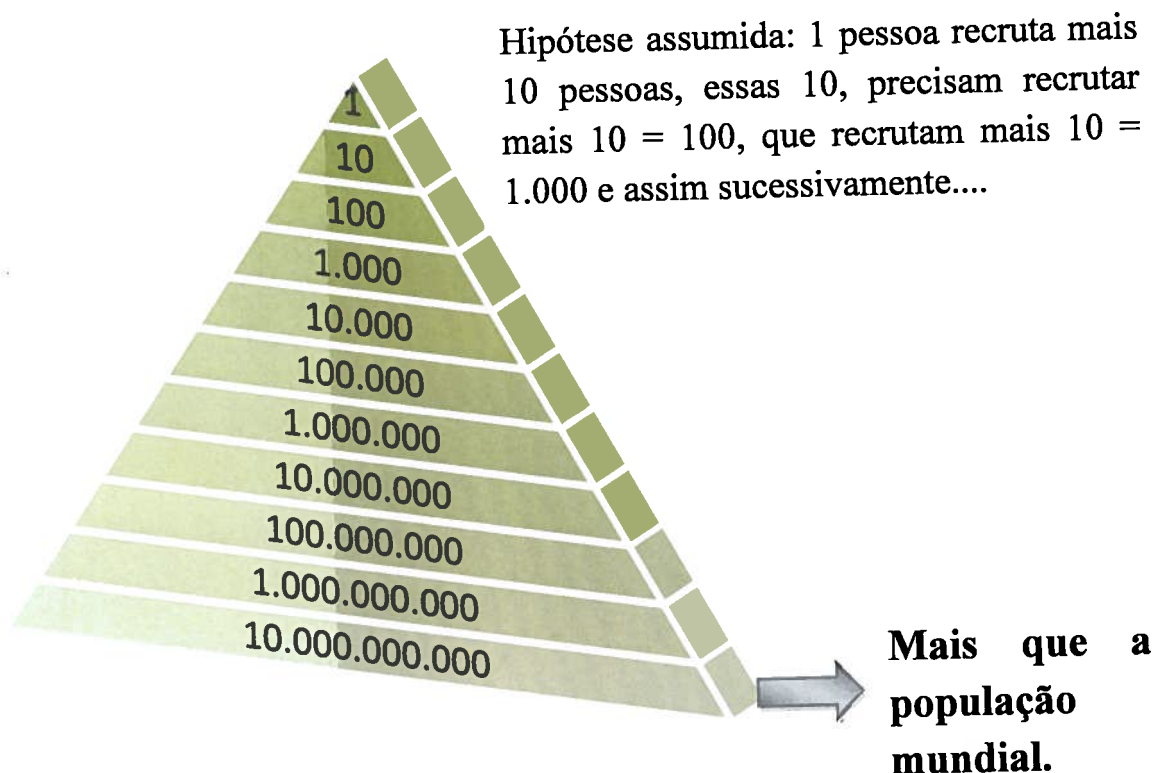 Hipótese assumida: 1 pessoa recruta mais
10 pessoas, essas 10, precisam recrutar
mais 10 = 100, que recrutam mais 10 =
1.000 e assim sucessivamente....
1
10
100
1.000
10.000
100.000
1.000.000
10.000.000
100.000.000
1.000.000.000
10.000.000.000
Mais que a
população
mundial.